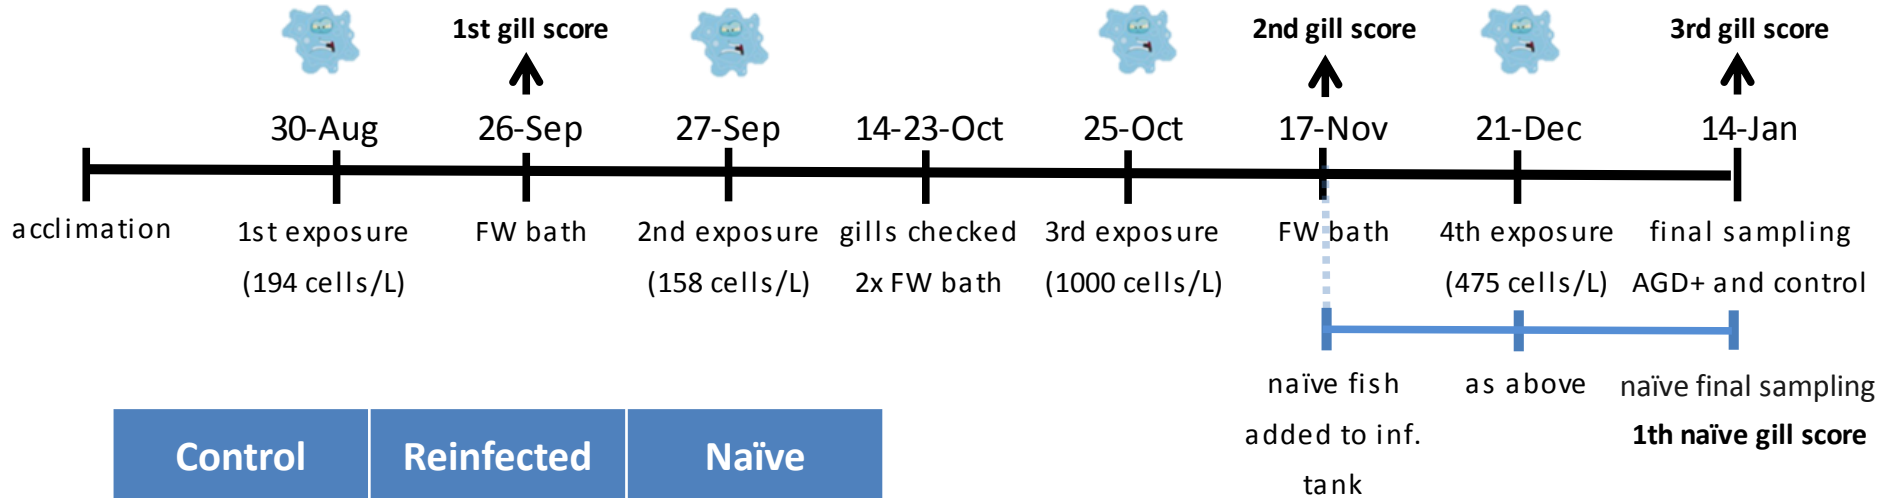 1st gill score
2nd gill score
3rd gill score
30-Aug
26-Sep
27-Sep
14-23-Oct
25-Oct
17-Nov
21-Dec
14-Jan
acclimation
1st exposure
(194 cells/L)
FW bath
2nd exposure
(158 cells/L)
gills checked
2x FW bath
3rd exposure
(1000 cells/L)
FW bath
4th exposure
(475 cells/L)
final sampling
AGD+ and control
naïve fish
added to inf.
tank
as above
naïve final sampling
1th naïve gill score
Control
Reinfected
Naïve